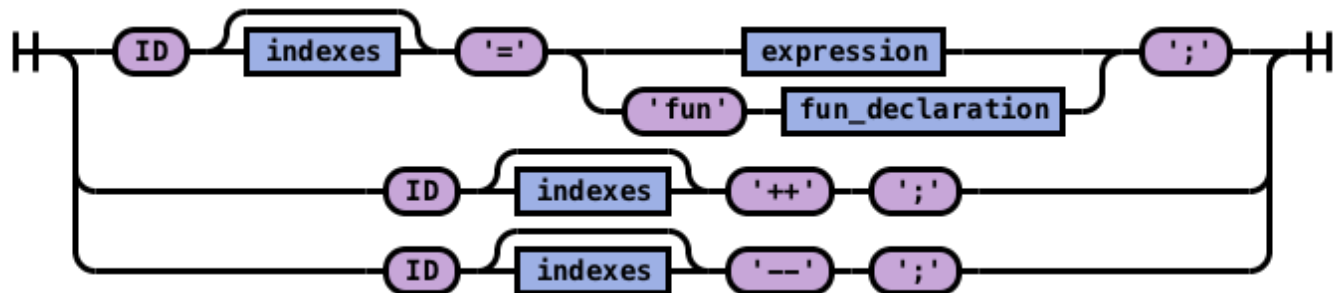 ID indexes '=' expression ';'
'fun' fun_declaration
ID indexes '++' ';'
ID indexes '--' ';'